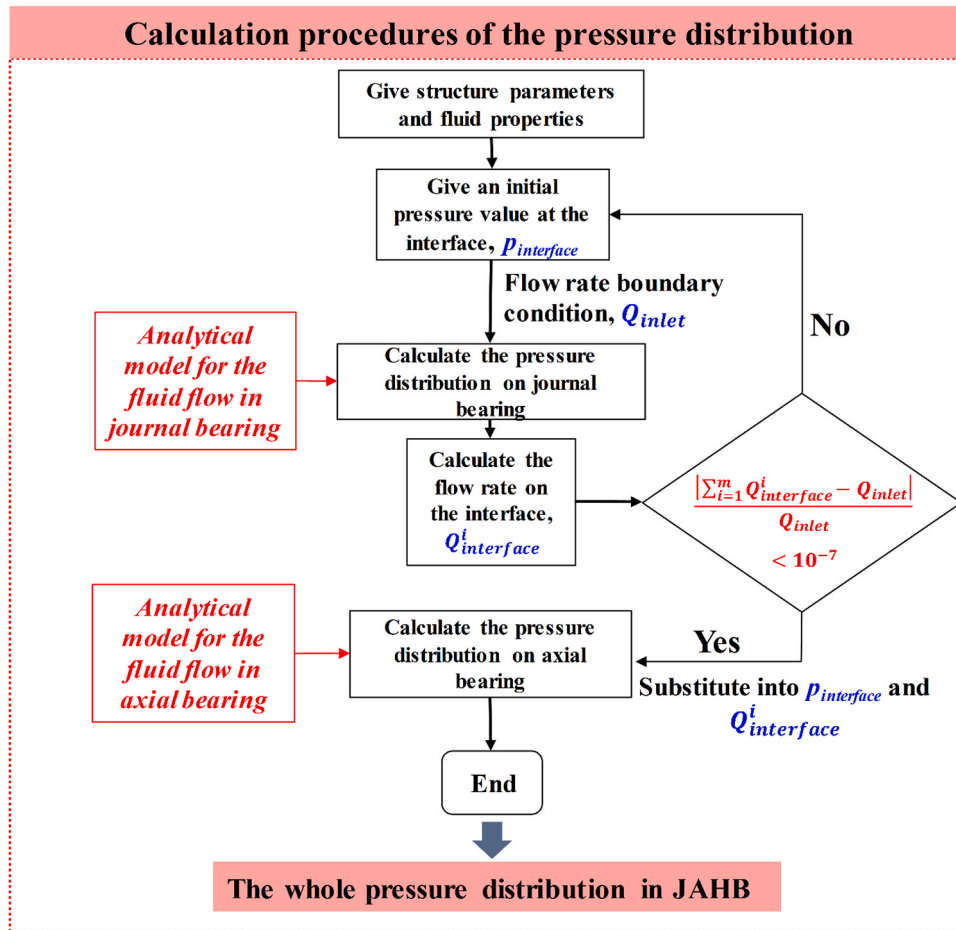 Calculation procedures of the pressure distribution
Give structure parameters
and fluid properties
Give an initial
pressure value at the
interface, p_interface
Flow rate boundary
condition, Q_inlet
No
Analytical
model for the
fluid flow in
journal bearing
Calculate the pressure
distribution on journal
bearing
Calculate the
flow rate on
the interface,
Q^i_interface
|∑_{i=1}^m Q^i_interface − Q_inlet|
Q_inlet
< 10^−7
Analytical
model for the
fluid flow in
axial bearing
Calculate the pressure
distribution on axial
bearing
Yes
Substitute into p_interface and
Q^i_interface
End
The whole pressure distribution in JAHB